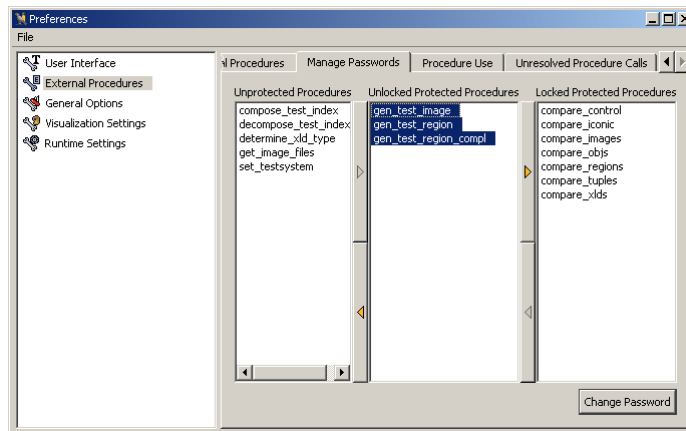 Preferences
File
User Interface
External Procedures
General Options
Visualization Settings
Runtime Settings
l Procedures
Manage Passwords
Procedure Use
Unresolved Procedure Calls
Unprotected Procedures
compose_test_index
decompose_test_index
determine_xld_type
get_image_files
set_testsystem
Unlocked Protected Procedures
gen_test_image
gen_test_region
gen_test_region_compl
Locked Protected Procedures
compare_control
compare_iconic
compare_images
compare_objs
compare_regions
compare_tuples
compare_xlds
Change Password